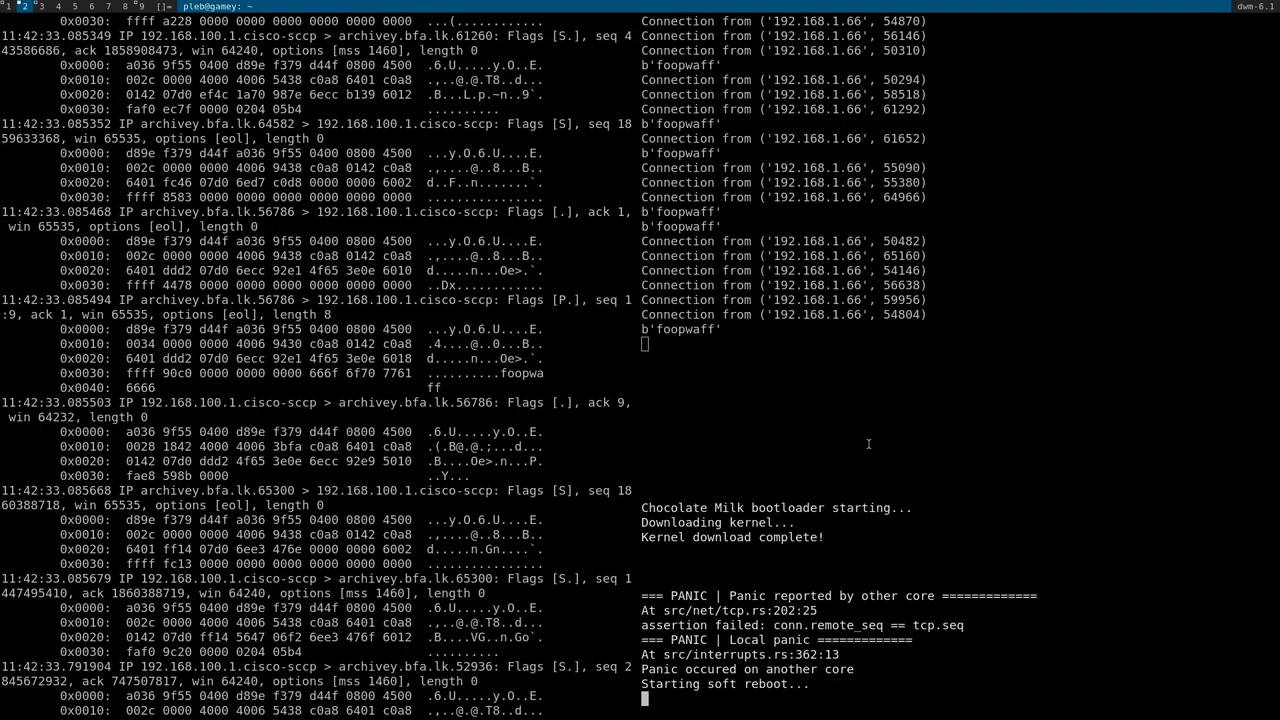 1 2 3 4 5 6 7 8 9 []= pleb@gamey: ~ dwm-6.1
0x0030: ffff a228 0000 0000 0000 0000 0000 ...(..........
11:42:33.085349 IP 192.168.100.1.cisco-sccp > archivey.bfa.lk.61260: Flags [S.], seq 4
43586686, ack 1858908473, win 64240, options [mss 1460], length 0
0x0000: a036 9f55 0400 d89e f379 d44f 0800 4500 .6.U.....y.O..E.
0x0010: 002c 0000 4000 4006 5438 c0a8 6401 c0a8 .,..@.@.T8..d...
0x0020: 0142 07d0 ef4c 1a70 987e 6ecc b139 6012 .B...L.p.~n..9`.
0x0030: faf0 ec7f 0000 0204 05b4 ..........
11:42:33.085352 IP archivey.bfa.lk.64582 > 192.168.100.1.cisco-sccp: Flags [S], seq 18
59633368, win 65535, options [eol], length 0
0x0000: d89e f379 d44f a036 9f55 0400 0800 4500 ...y.O.6.U....E.
0x0010: 002c 0000 0000 4006 9438 c0a8 0142 c0a8 .,....@..8...B..
0x0020: 6401 fc46 07d0 6ed7 c0d8 0000 0000 6002 d..F..n.......`.
0x0030: ffff 8583 0000 0000 0000 0000 0000 ..............
11:42:33.085468 IP archivey.bfa.lk.56786 > 192.168.100.1.cisco-sccp: Flags [.], ack 1,
win 65535, options [eol], length 0
0x0000: d89e f379 d44f a036 9f55 0400 0800 4500 ...y.O.6.U....E.
0x0010: 002c 0000 0000 4006 9438 c0a8 0142 c0a8 .,....@..8...B..
0x0020: 6401 ddd2 07d0 6ecc 92e1 4f65 3e0e 6010 d.....n...Oe>.`.
0x0030: ffff 4478 0000 0000 0000 0000 0000 ..Dx..........
11:42:33.085494 IP archivey.bfa.lk.56786 > 192.168.100.1.cisco-sccp: Flags [P.], seq 1
:9, ack 1, win 65535, options [eol], length 8
0x0000: d89e f379 d44f a036 9f55 0400 0800 4500 ...y.O.6.U....E.
0x0010: 0034 0000 0000 4006 9430 c0a8 0142 c0a8 .4....@..0...B..
0x0020: 6401 ddd2 07d0 6ecc 92e1 4f65 3e0e 6018 d.....n...Oe>.`.
0x0030: ffff 90c0 0000 0000 0000 666f 6f70 7761 ..........foopwa
0x0040: 6666 ff
11:42:33.085503 IP 192.168.100.1.cisco-sccp > archivey.bfa.lk.56786: Flags [.], ack 9,
win 64232, length 0
0x0000: a036 9f55 0400 d89e f379 d44f 0800 4500 .6.U.....y.O..E.
0x0010: 0028 1842 4000 4006 3bfa c0a8 6401 c0a8 .(.B@.@.;...d...
0x0020: 0142 07d0 ddd2 4f65 3e0e 6ecc 92e9 5010 .B....Oe>.n...P.
0x0030: fae8 598b 0000 ..Y...
11:42:33.085668 IP archivey.bfa.lk.65300 > 192.168.100.1.cisco-sccp: Flags [S], seq 18
60388718, win 65535, options [eol], length 0
0x0000: d89e f379 d44f a036 9f55 0400 0800 4500 ...y.O.6.U....E.
0x0010: 002c 0000 0000 4006 9438 c0a8 0142 c0a8 .,....@..8...B..
0x0020: 6401 ff14 07d0 6ee3 476e 0000 0000 6002 d.....n.Gn....`.
0x0030: ffff fc13 0000 0000 0000 0000 0000 ..............
11:42:33.085679 IP 192.168.100.1.cisco-sccp > archivey.bfa.lk.65300: Flags [S.], seq 1
447495410, ack 1860388719, win 64240, options [mss 1460], length 0
0x0000: a036 9f55 0400 d89e f379 d44f 0800 4500 .6.U.....y.O..E.
0x0010: 002c 0000 4000 4006 5438 c0a8 6401 c0a8 .,..@.@.T8..d...
0x0020: 0142 07d0 ff14 5647 06f2 6ee3 476f 6012 .B....VG..n.Go`.
0x0030: faf0 9c20 0000 0204 05b4 ..........
11:42:33.791904 IP 192.168.100.1.cisco-sccp > archivey.bfa.lk.52936: Flags [S.], seq 2
845672932, ack 747507817, win 64240, options [mss 1460], length 0
0x0000: a036 9f55 0400 d89e f379 d44f 0800 4500 .6.U.....y.O..E.
0x0010: 002c 0000 4000 4006 5438 c0a8 6401 c0a8 .,..@.@.T8..d...
Connection from ('192.168.1.66', 54870)
Connection from ('192.168.1.66', 56146)
Connection from ('192.168.1.66', 50310)
b'foopwaff'
Connection from ('192.168.1.66', 50294)
Connection from ('192.168.1.66', 58518)
Connection from ('192.168.1.66', 61292)
b'foopwaff'
Connection from ('192.168.1.66', 61652)
b'foopwaff'
Connection from ('192.168.1.66', 55090)
Connection from ('192.168.1.66', 55380)
Connection from ('192.168.1.66', 64966)
b'foopwaff'
b'foopwaff'
Connection from ('192.168.1.66', 50482)
Connection from ('192.168.1.66', 65160)
Connection from ('192.168.1.66', 54146)
Connection from ('192.168.1.66', 56638)
Connection from ('192.168.1.66', 59956)
Connection from ('192.168.1.66', 54804)
b'foopwaff'
Chocolate Milk bootloader starting...
Downloading kernel...
Kernel download complete!
=== PANIC | Panic reported by other core =============
At src/net/tcp.rs:202:25
assertion failed: conn.remote_seq == tcp.seq
=== PANIC | Local panic =============
At src/interrupts.rs:362:13
Panic occured on another core
Starting soft reboot...